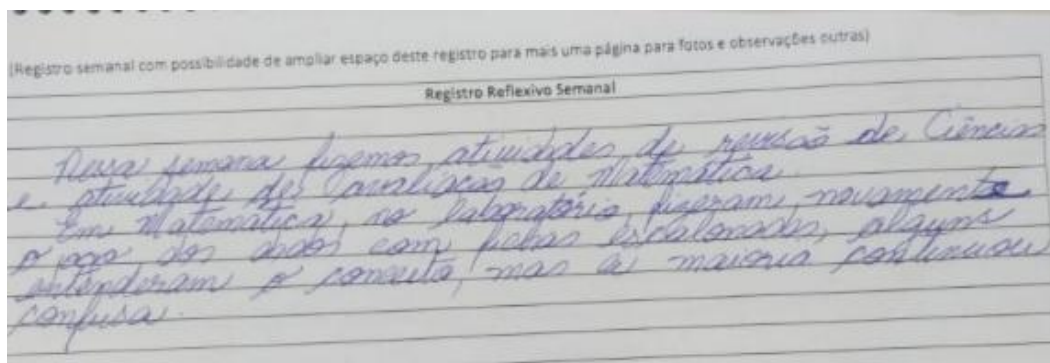 (Registro semanal com possibilidade de ampliar espaço deste registro para mais uma página para fotos e observações outras)
Registro Reflexivo Semanal
Nessa semana fizemos atividades de revisão de Ciências
e atividade de avaliação de Matemática.
Em Matemática, no laboratório, fizeram novamente
o jogo dos dados com fichas escalonadas, alguns
entenderam o conceito, mas a maioria continuou
confusa.